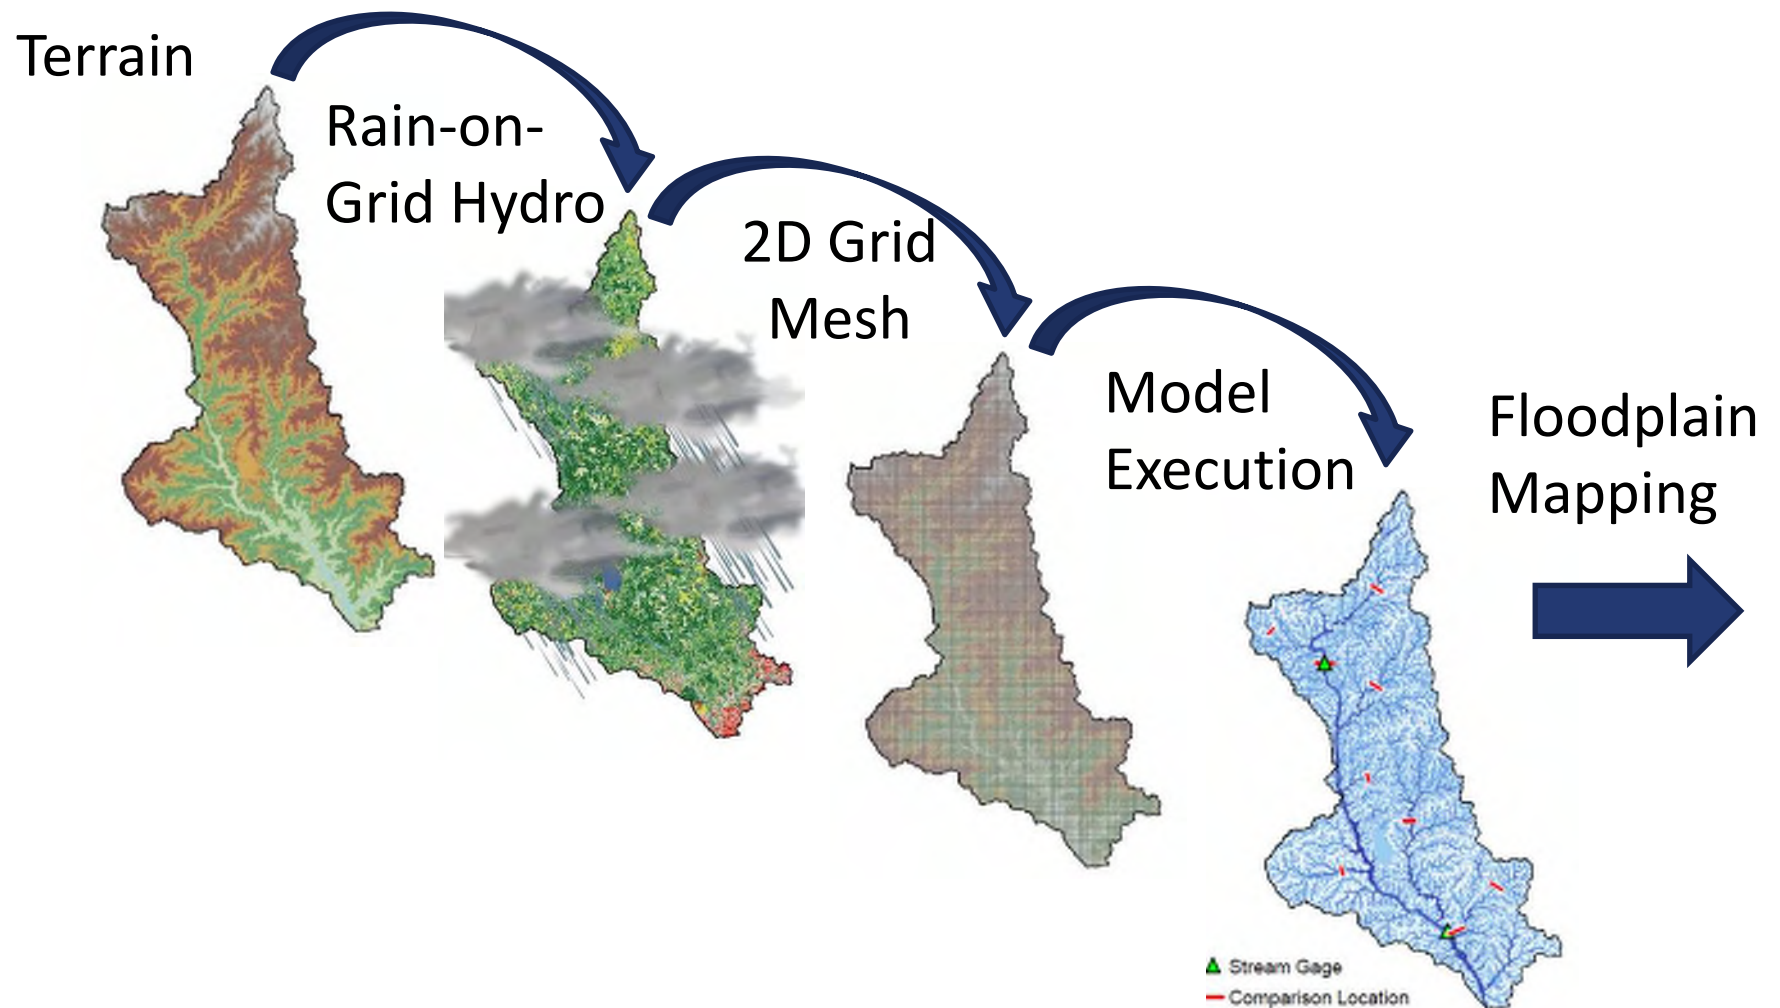 Terrain
Rain-on-
Grid Hydro
2D Grid
Mesh
Model
Execution
Floodplain
Mapping
Stream Gage
Comparison Location